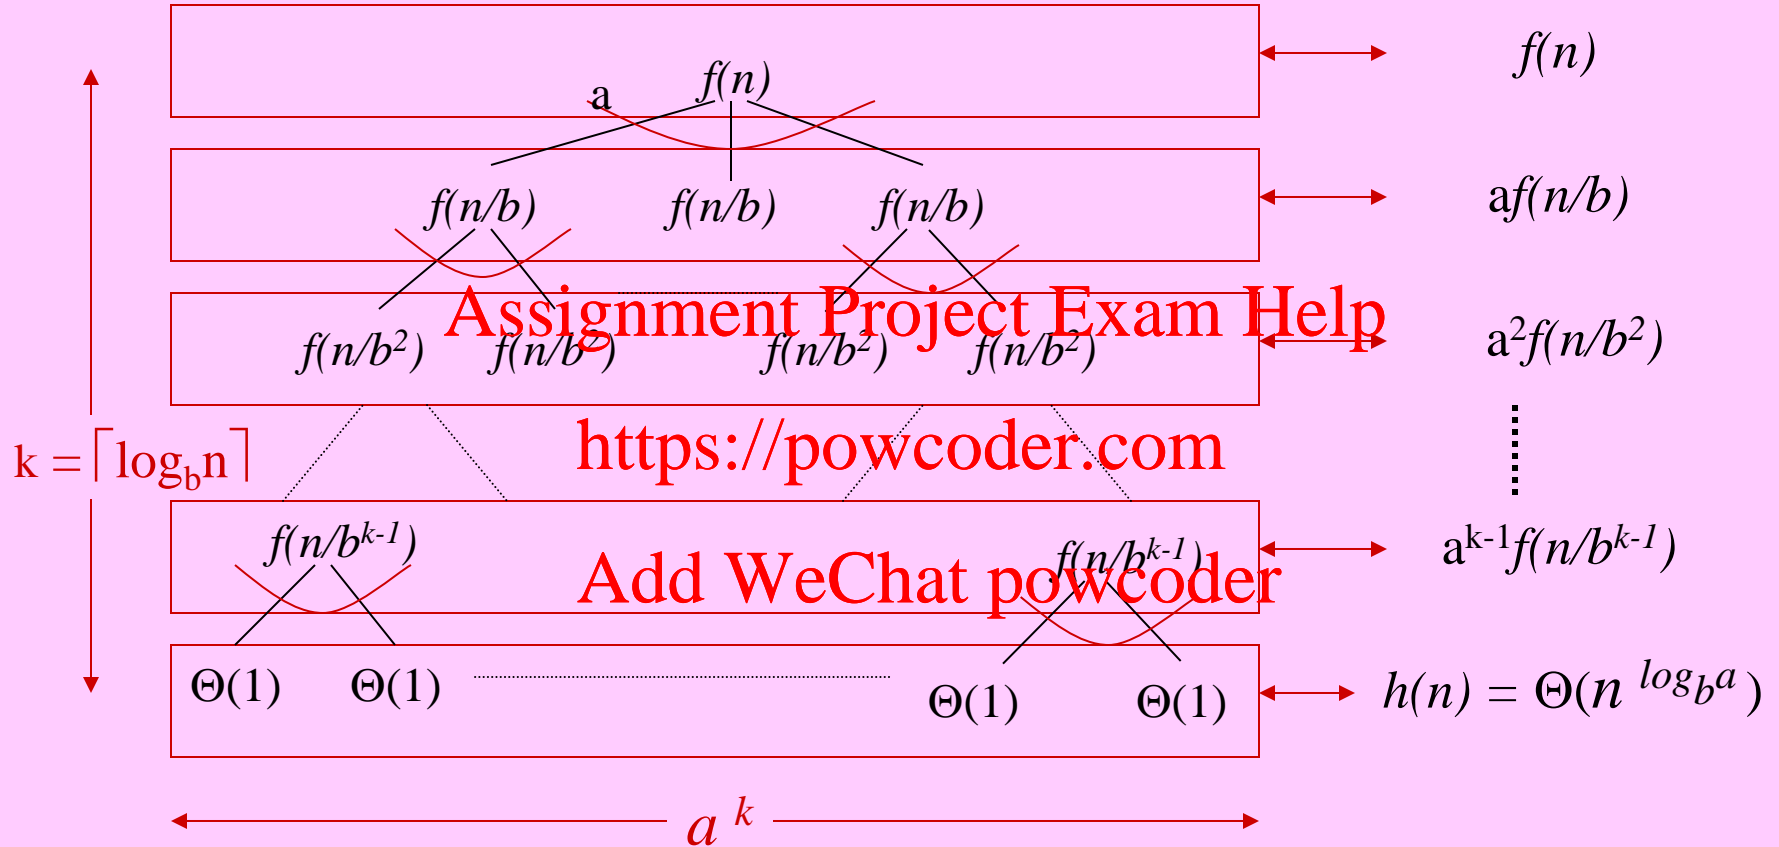 f(n)
a f(n)
f(n/b) f(n/b) f(n/b) af(n/b)
Assignment Project Exam Help
f(n/b²) f(n/b²) f(n/b²) f(n/b²) a²f(n/b²)
k = ⌈log_b n⌉ https://powcoder.com
f(n/b^{k-1}) f(n/b^{k-1}) a^{k-1}f(n/b^{k-1})
Add WeChat powcoder
Θ(1) Θ(1) Θ(1) Θ(1) h(n) = Θ(n^{log_b a})
a^k